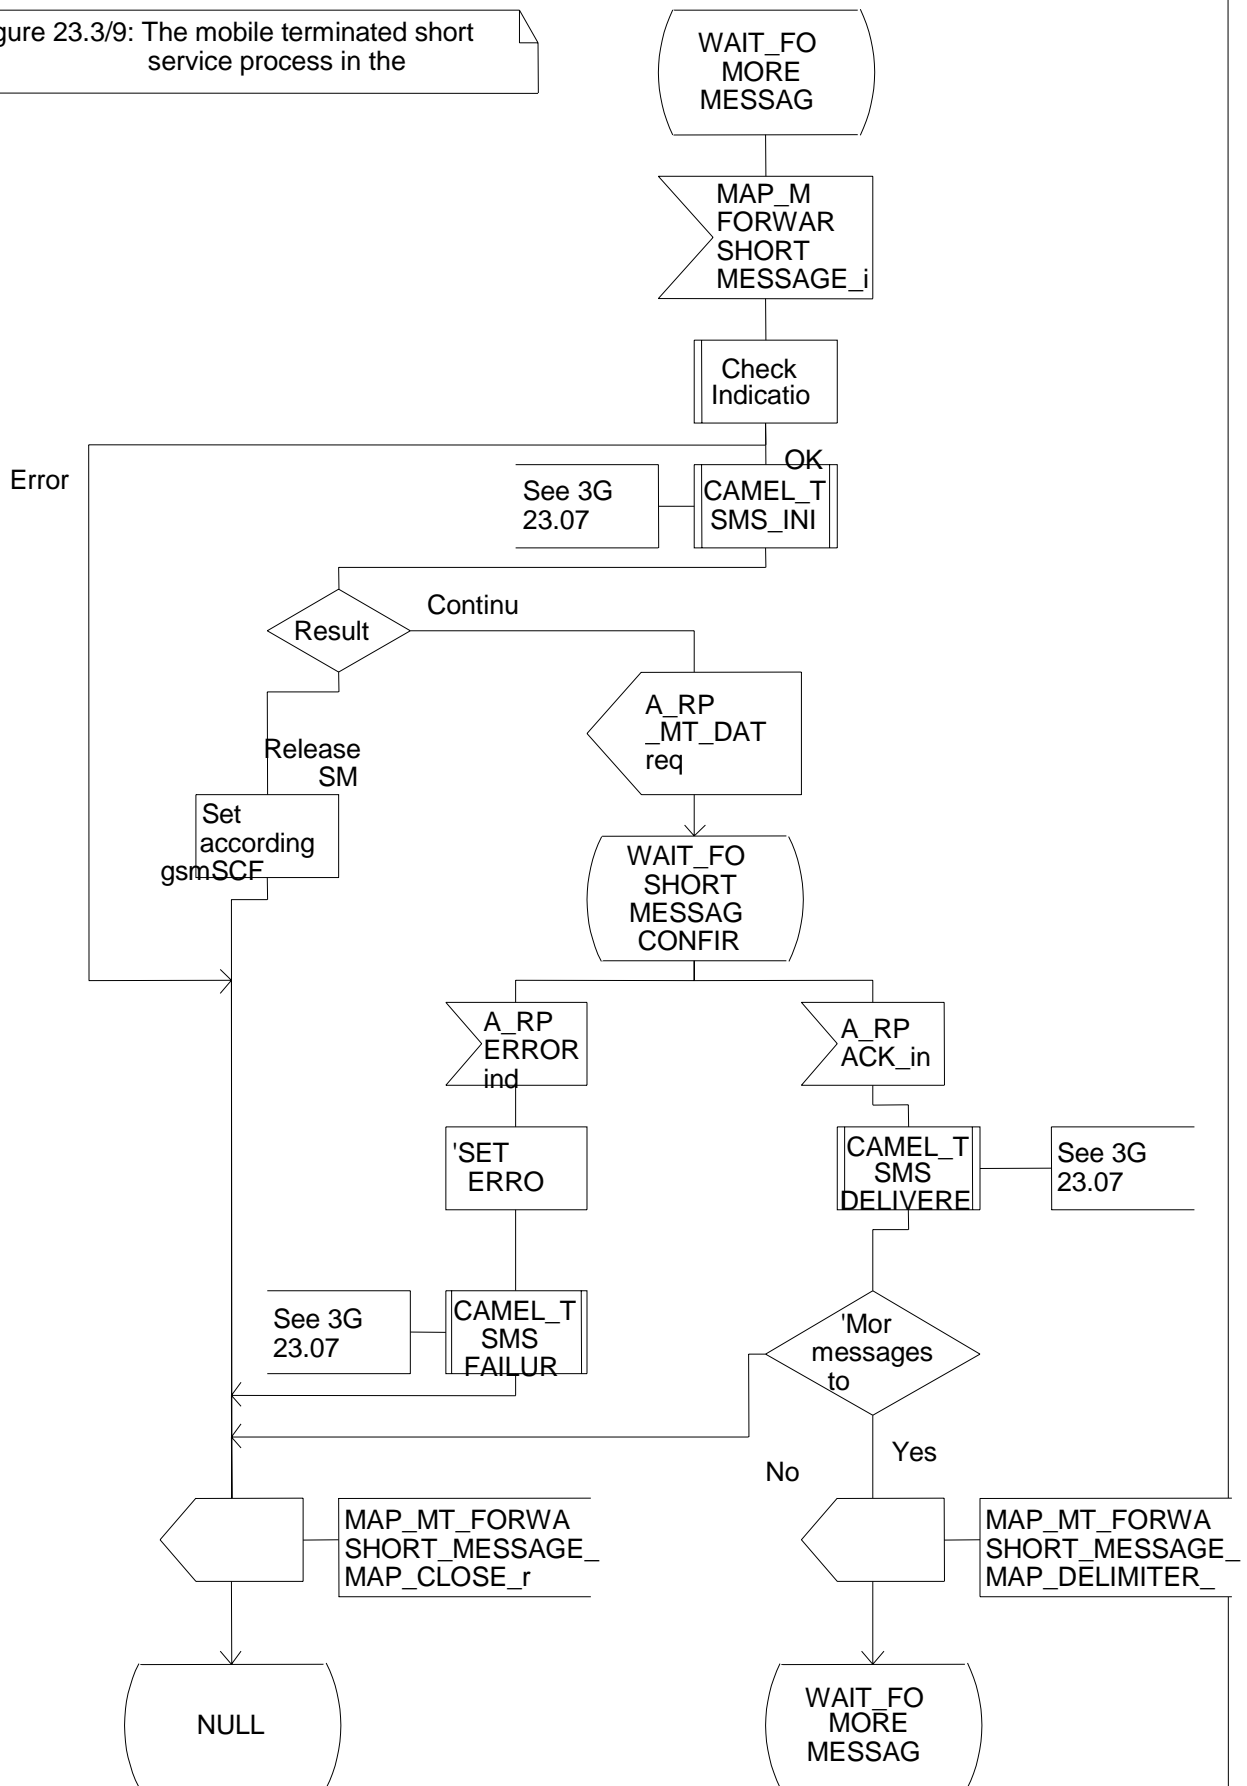 gure 23.3/9: The mobile terminated short
service process in the
WAIT_FO
MORE
MESSAG
MAP_M
FORWAR
SHORT
MESSAGE_i
Check
Indicatio
Error
OK
See 3G
23.07
CAMEL_T
SMS_INI
Result
Continu
Release
SM
A_RP
_MT_DAT
req
Set
according
gsmSCF
WAIT_FO
SHORT
MESSAG
CONFIR
A_RP
ERROR
ind
A_RP
ACK_in
'SET
ERRO
CAMEL_T
SMS
DELIVERE
See 3G
23.07
See 3G
23.07
CAMEL_T
SMS
FAILUR
'Mor
messages
to
No
Yes
MAP_MT_FORWA
SHORT_MESSAGE_
MAP_CLOSE_r
MAP_MT_FORWA
SHORT_MESSAGE_
MAP_DELIMITER_
NULL
WAIT_FO
MORE
MESSAG